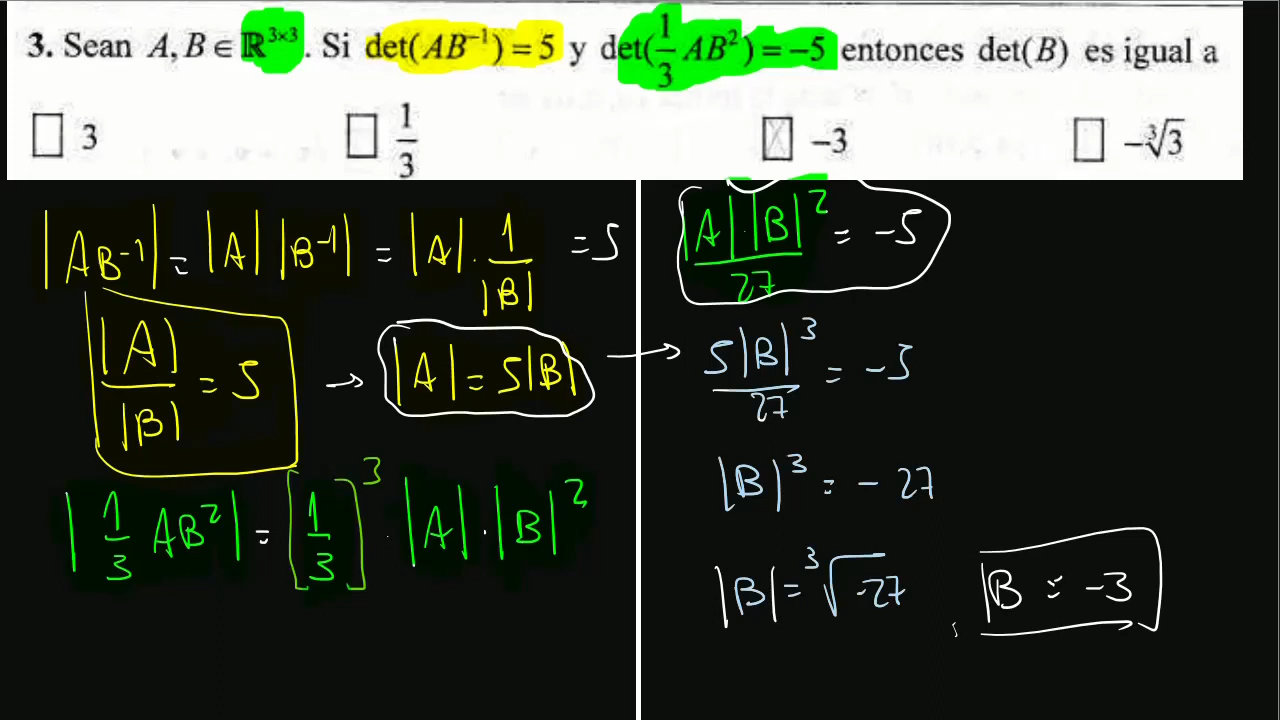 3. Sean A, B ∈ ℝ³ˣ³. Si det(AB⁻¹) = 5 y det(1/3 AB²) = −5 entonces det(B) es igual a
☐ 3 ☐ 1/3 ☒ −3 ☐ −∛3
|AB⁻¹| = |A| |B⁻¹| = |A| · 1/|B| = 5
|A|/|B| = 5 → |A| = 5|B| →
|1/3 AB²| = [1/3]³ · |A| · |B|²
|A| · |B|²/27 = −5
5|B|³/27 = −5
|B|³ = −27
|B| = ∛−27
|B = −3